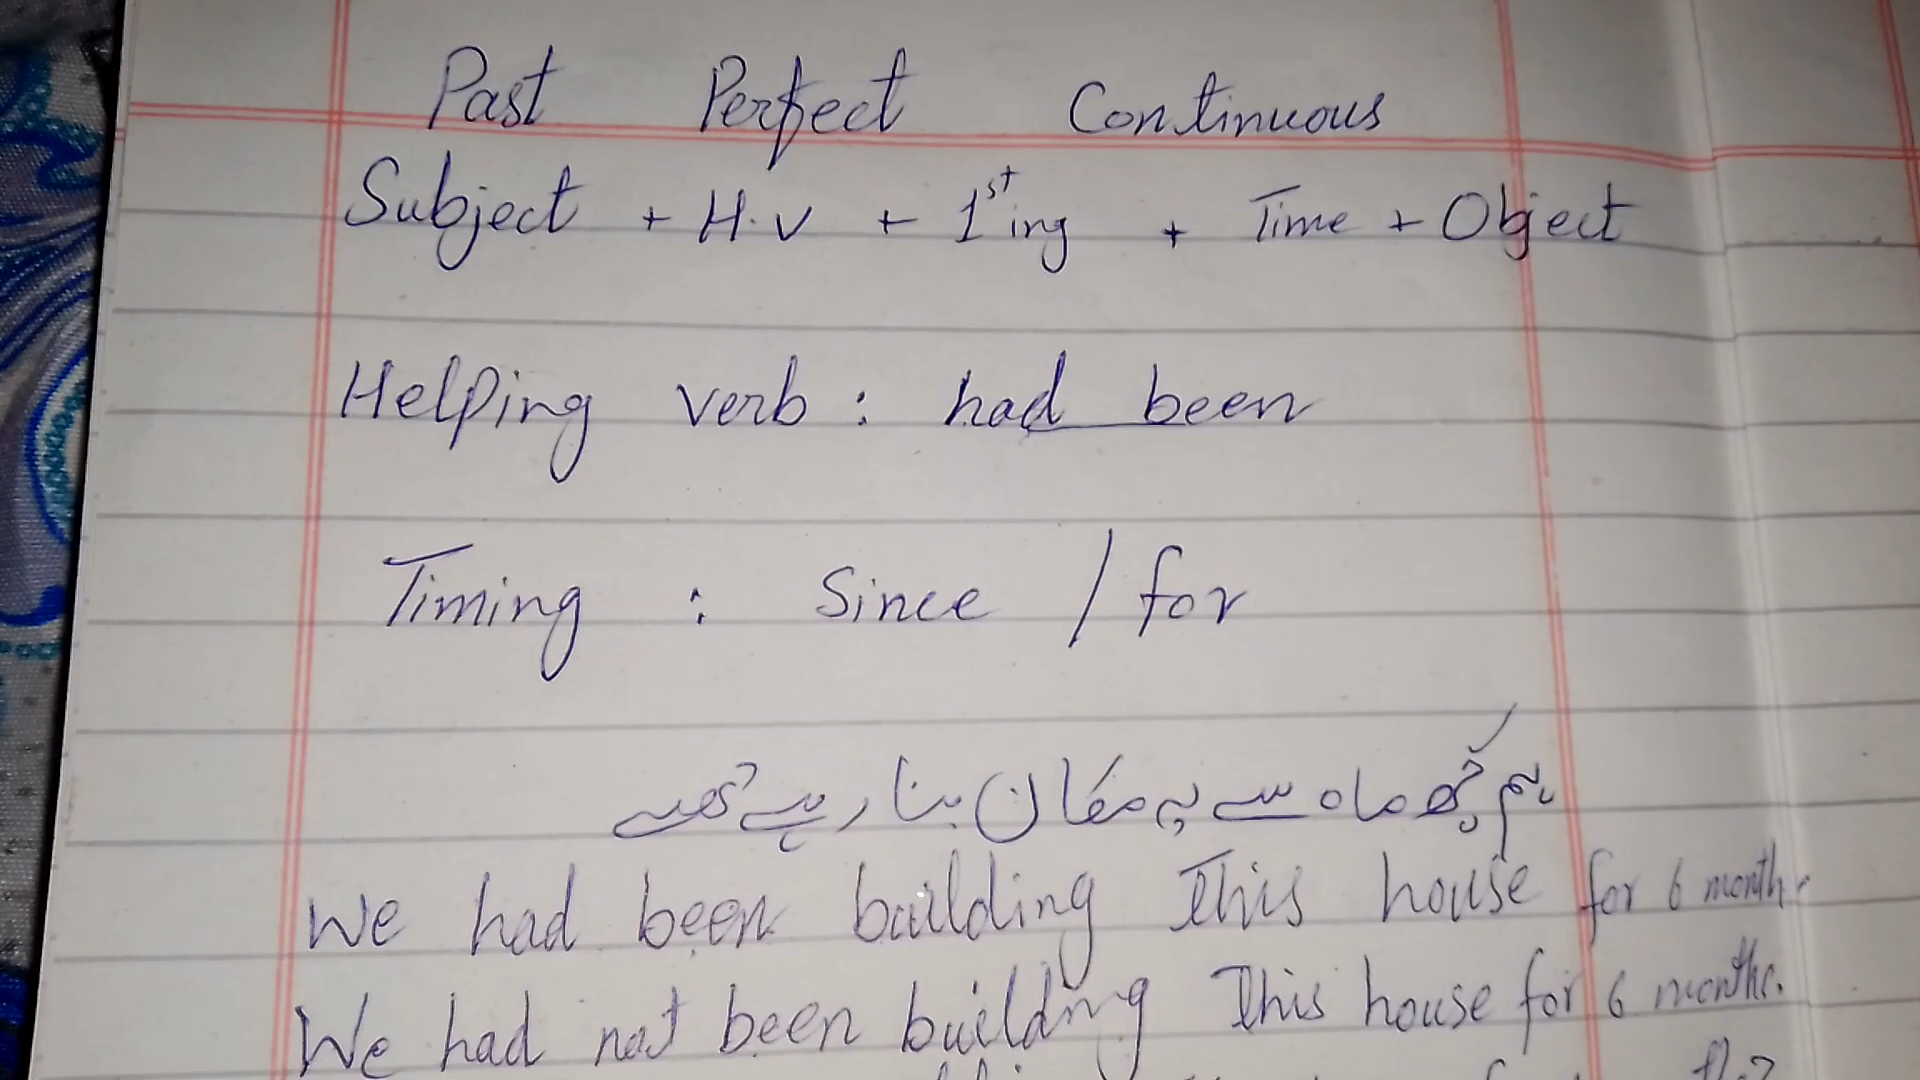 Past Perfect Continuous
Subject + H.V + 1st ing + Time + Object
Helping verb : had been
Timing : Since / for
ہم کچھ ماہ سے یہ مکان بنا رہے تھے
We had been building This house for 6 month
We had not been building This house for 6 months.